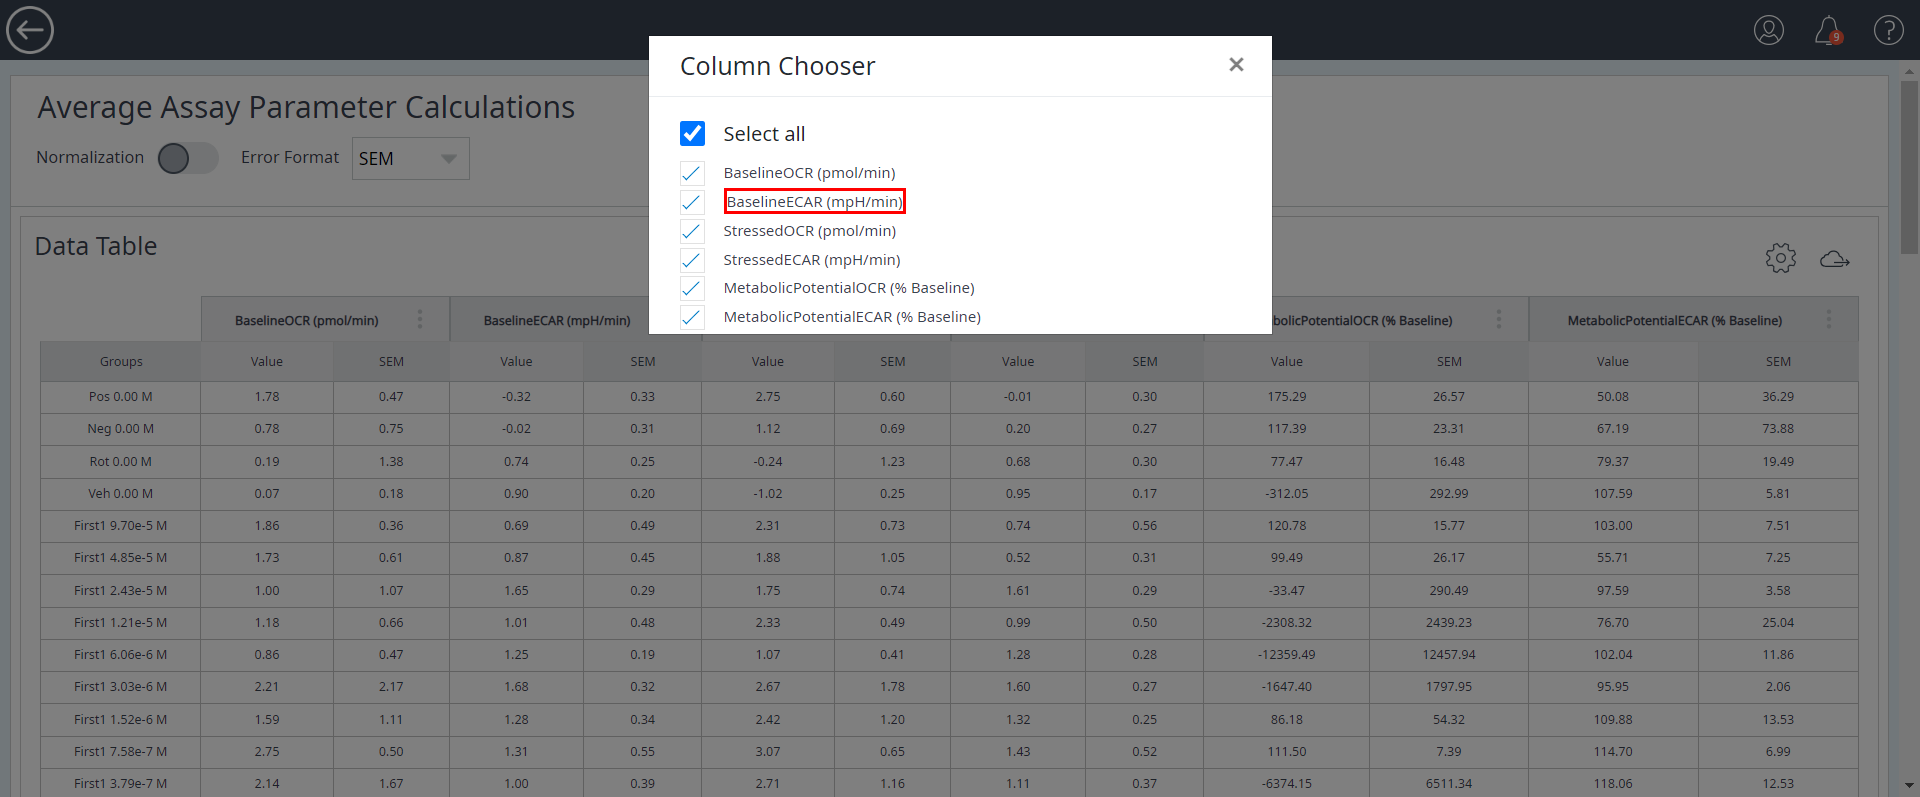 9
?
Column Chooser
Average Assay Parameter Calculations
Normalization Error Format SEM
Select all
BaselineOCR (pmol/min)
BaselineECAR (mpH/min)
StressedOCR (pmol/min)
StressedECAR (mpH/min)
MetabolicPotentialOCR (% Baseline)
MetabolicPotentialECAR (% Baseline)
Data Table
BaselineOCR (pmol/min) BaselineECAR (mpH/min) bolicPotentialOCR (% Baseline) MetabolicPotentialECAR (% Baseline)
Groups Value SEM Value SEM Value SEM Value SEM Value SEM Value SEM
Pos 0.00 M 1.78 0.47 -0.32 0.33 2.75 0.60 -0.01 0.30 175.29 26.57 50.08 36.29
Neg 0.00 M 0.78 0.75 -0.02 0.31 1.12 0.69 0.20 0.27 117.39 23.31 67.19 73.88
Rot 0.00 M 0.19 1.38 0.74 0.25 -0.24 1.23 0.68 0.30 77.47 16.48 79.37 19.49
Veh 0.00 M 0.07 0.18 0.90 0.20 -1.02 0.25 0.95 0.17 -312.05 292.99 107.59 5.81
First1 9.70e-5 M 1.86 0.36 0.69 0.49 2.31 0.73 0.74 0.56 120.78 15.77 103.00 7.51
First1 4.85e-5 M 1.73 0.61 0.87 0.45 1.88 1.05 0.52 0.31 99.49 26.17 55.71 7.25
First1 2.43e-5 M 1.00 1.07 1.65 0.29 1.75 0.74 1.61 0.29 -33.47 290.49 97.59 3.58
First1 1.21e-5 M 1.18 0.66 1.01 0.48 2.33 0.49 0.99 0.50 -2308.32 2439.23 76.70 25.04
First1 6.06e-6 M 0.86 0.47 1.25 0.19 1.07 0.41 1.28 0.28 -12359.49 12457.94 102.04 11.86
First1 3.03e-6 M 2.21 2.17 1.68 0.32 2.67 1.78 1.60 0.27 -1647.40 1797.95 95.95 2.06
First1 1.52e-6 M 1.59 1.11 1.28 0.34 2.42 1.20 1.32 0.25 86.18 54.32 109.88 13.53
First1 7.58e-7 M 2.75 0.50 1.31 0.55 3.07 0.65 1.43 0.52 111.50 7.39 114.70 6.99
First1 3.79e-7 M 2.14 1.67 1.00 0.39 2.71 1.16 1.11 0.37 -6374.15 6511.34 118.06 12.53